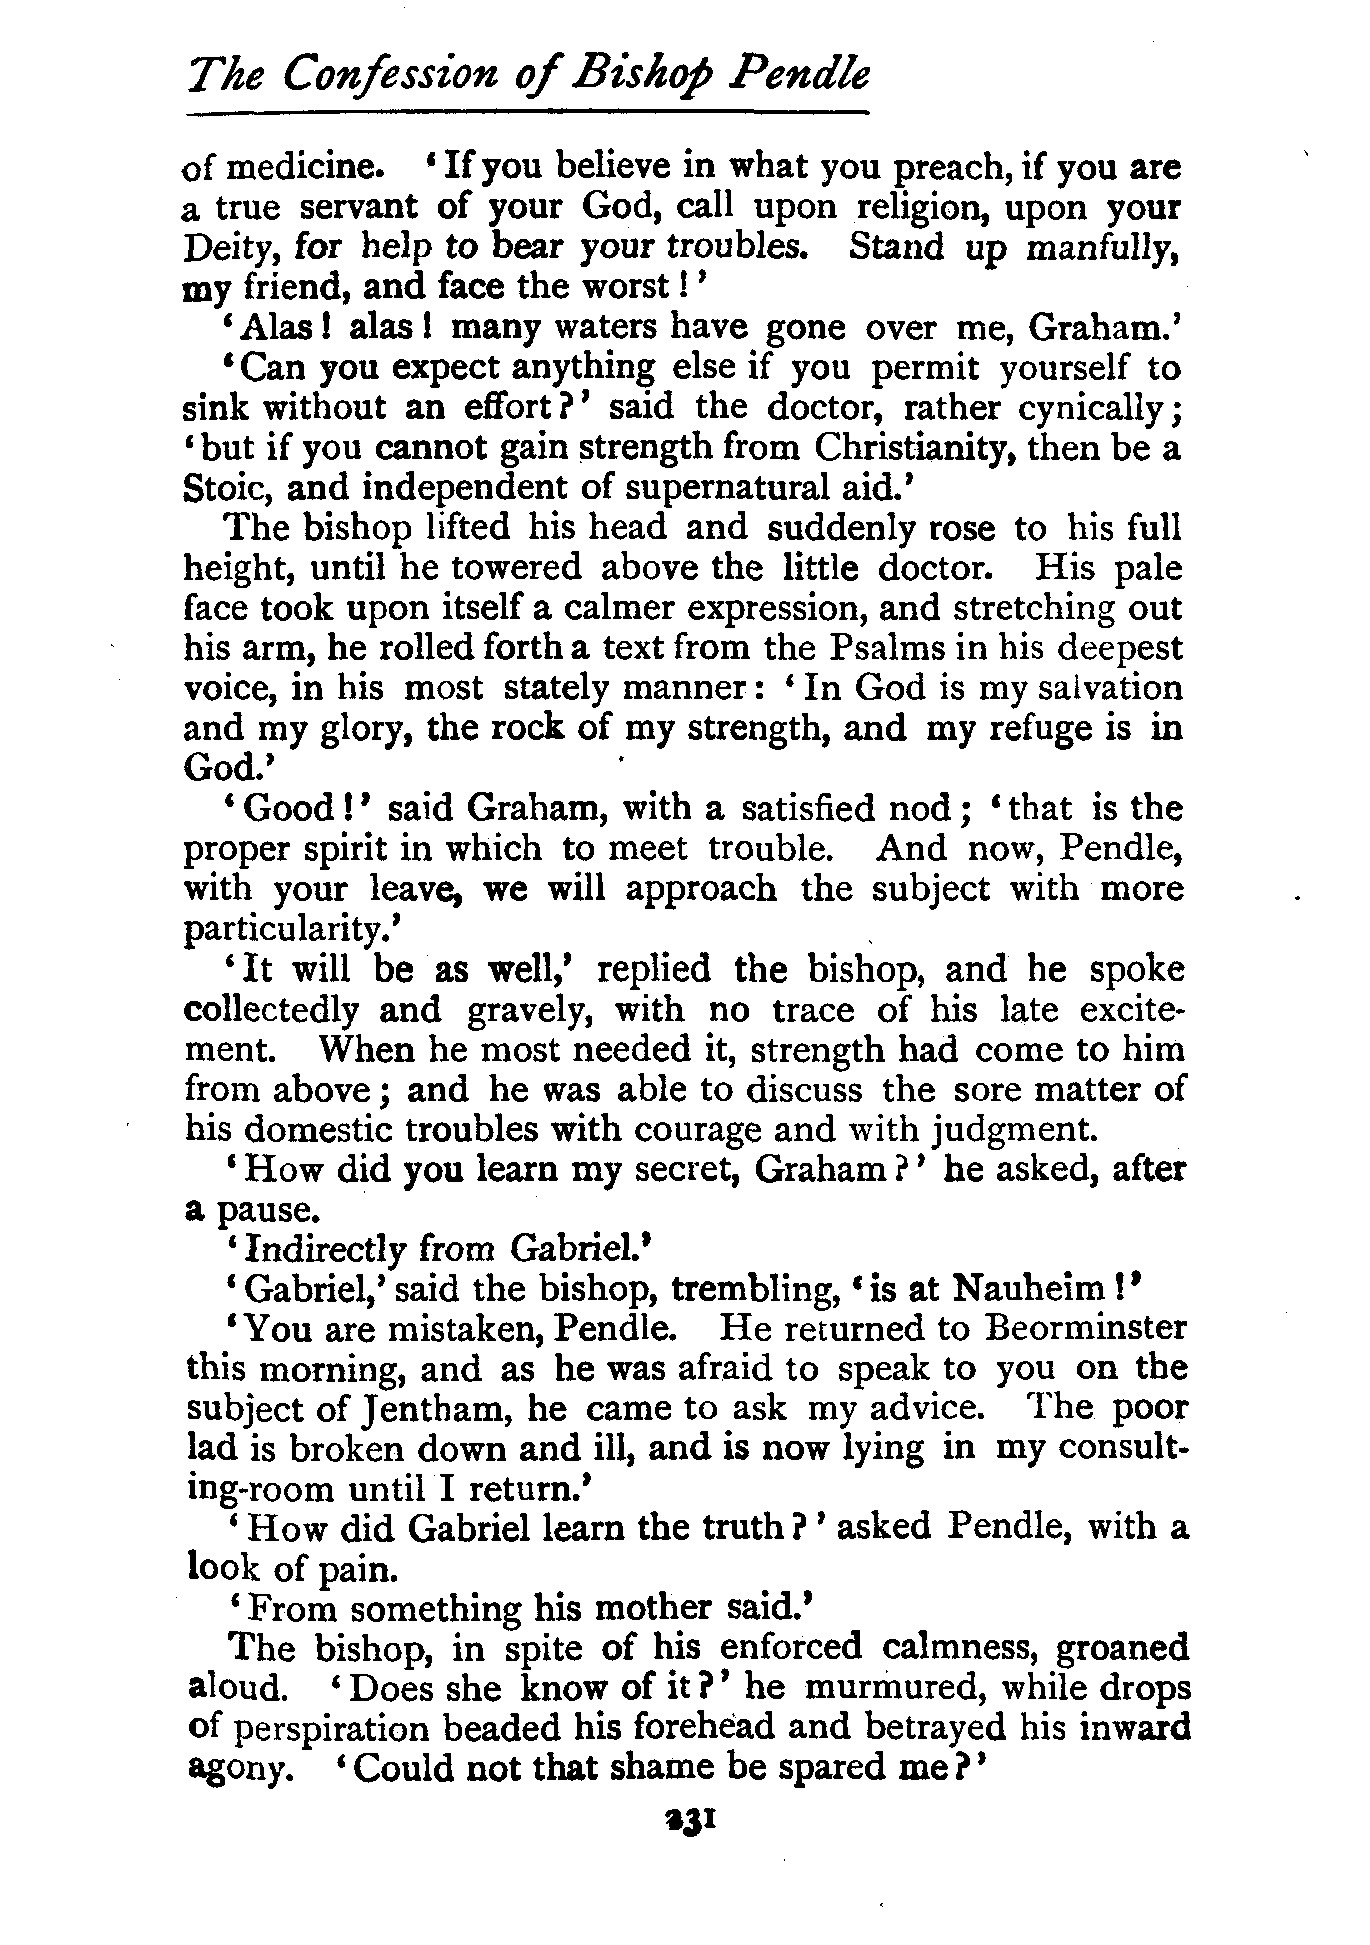 The Confession of Bishop Pendle
of medicine. ‘If you believe in what you preach, if you are
a true servant of your God, call upon religion, upon your
Deity, for help to bear your troubles. Stand up manfully,
my friend, and face the worst!’
‘Alas! alas! many waters have gone over me, Graham.’
‘Can you expect anything else if you permit yourself to
sink without an effort?’ said the doctor, rather cynically;
‘but if you cannot gain strength from Christianity, then be a
Stoic, and independent of supernatural aid.’
The bishop lifted his head and suddenly rose to his full
height, until he towered above the little doctor. His pale
face took upon itself a calmer expression, and stretching out
his arm, he rolled forth a text from the Psalms in his deepest
voice, in his most stately manner: ‘In God is my salvation
and my glory, the rock of my strength, and my refuge is in
God.’
‘Good!’ said Graham, with a satisfied nod; ‘that is the
proper spirit in which to meet trouble. And now, Pendle,
with your leave, we will approach the subject with more
particularity.’
‘It will be as well,’ replied the bishop, and he spoke
collectedly and gravely, with no trace of his late excite-
ment. When he most needed it, strength had come to him
from above; and he was able to discuss the sore matter of
his domestic troubles with courage and with judgment.
‘How did you learn my secret, Graham?’ he asked, after
a pause.
‘Indirectly from Gabriel.’
‘Gabriel,’ said the bishop, trembling, ‘is at Nauheim!’
‘You are mistaken, Pendle. He returned to Beorminster
this morning, and as he was afraid to speak to you on the
subject of Jentham, he came to ask my advice. The poor
lad is broken down and ill, and is now lying in my consult-
ing-room until I return.’
‘How did Gabriel learn the truth?’ asked Pendle, with a
look of pain.
‘From something his mother said.’
The bishop, in spite of his enforced calmness, groaned
aloud. ‘Does she know of it?’ he murmured, while drops
of perspiration beaded his forehead and betrayed his inward
agony. ‘Could not that shame be spared me?’
231